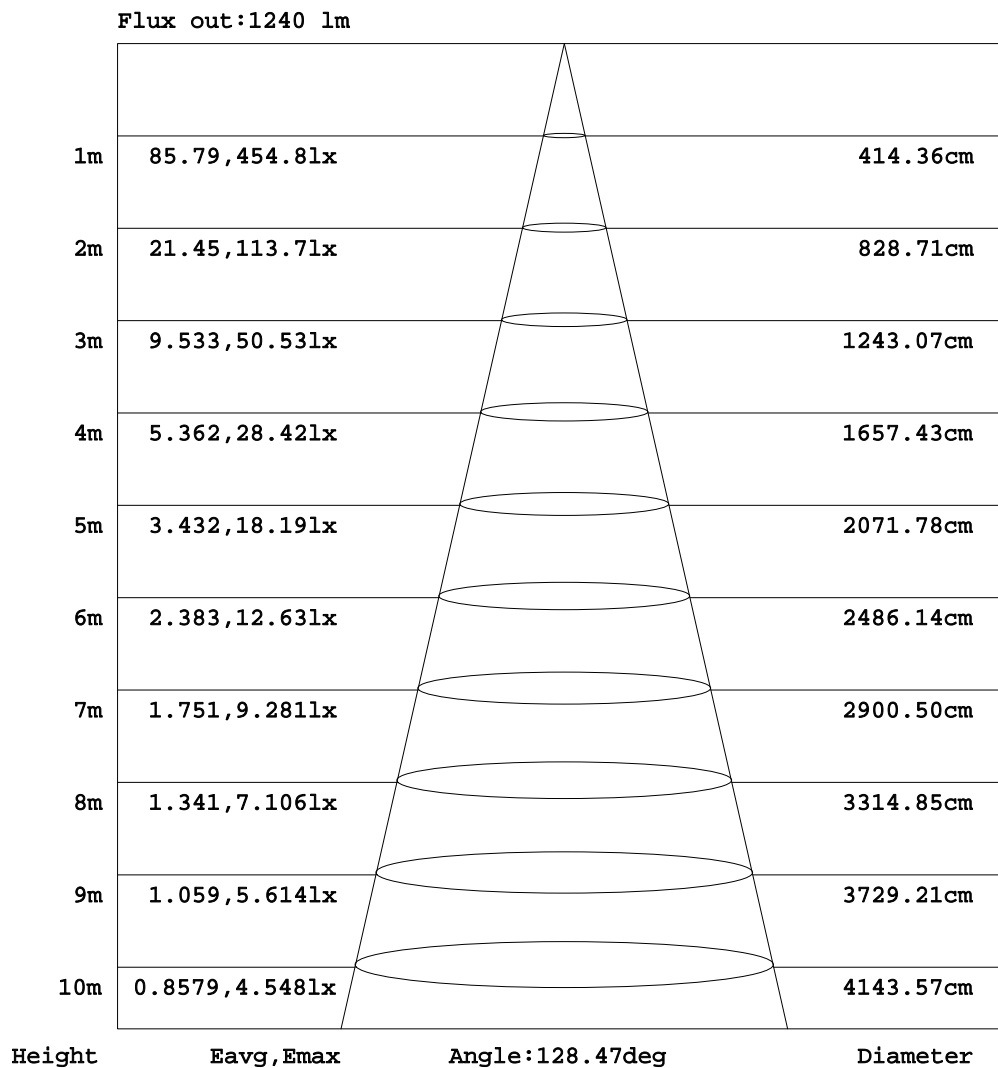 Flux out:1240 lm
1m 85.79,454.8lx 414.36cm
2m 21.45,113.7lx 828.71cm
3m 9.533,50.53lx 1243.07cm
4m 5.362,28.42lx 1657.43cm
5m 3.432,18.19lx 2071.78cm
6m 2.383,12.63lx 2486.14cm
7m 1.751,9.281lx 2900.50cm
8m 1.341,7.106lx 3314.85cm
9m 1.059,5.614lx 3729.21cm
10m 0.8579,4.548lx 4143.57cm
Height Eavg,Emax Angle:128.47deg Diameter